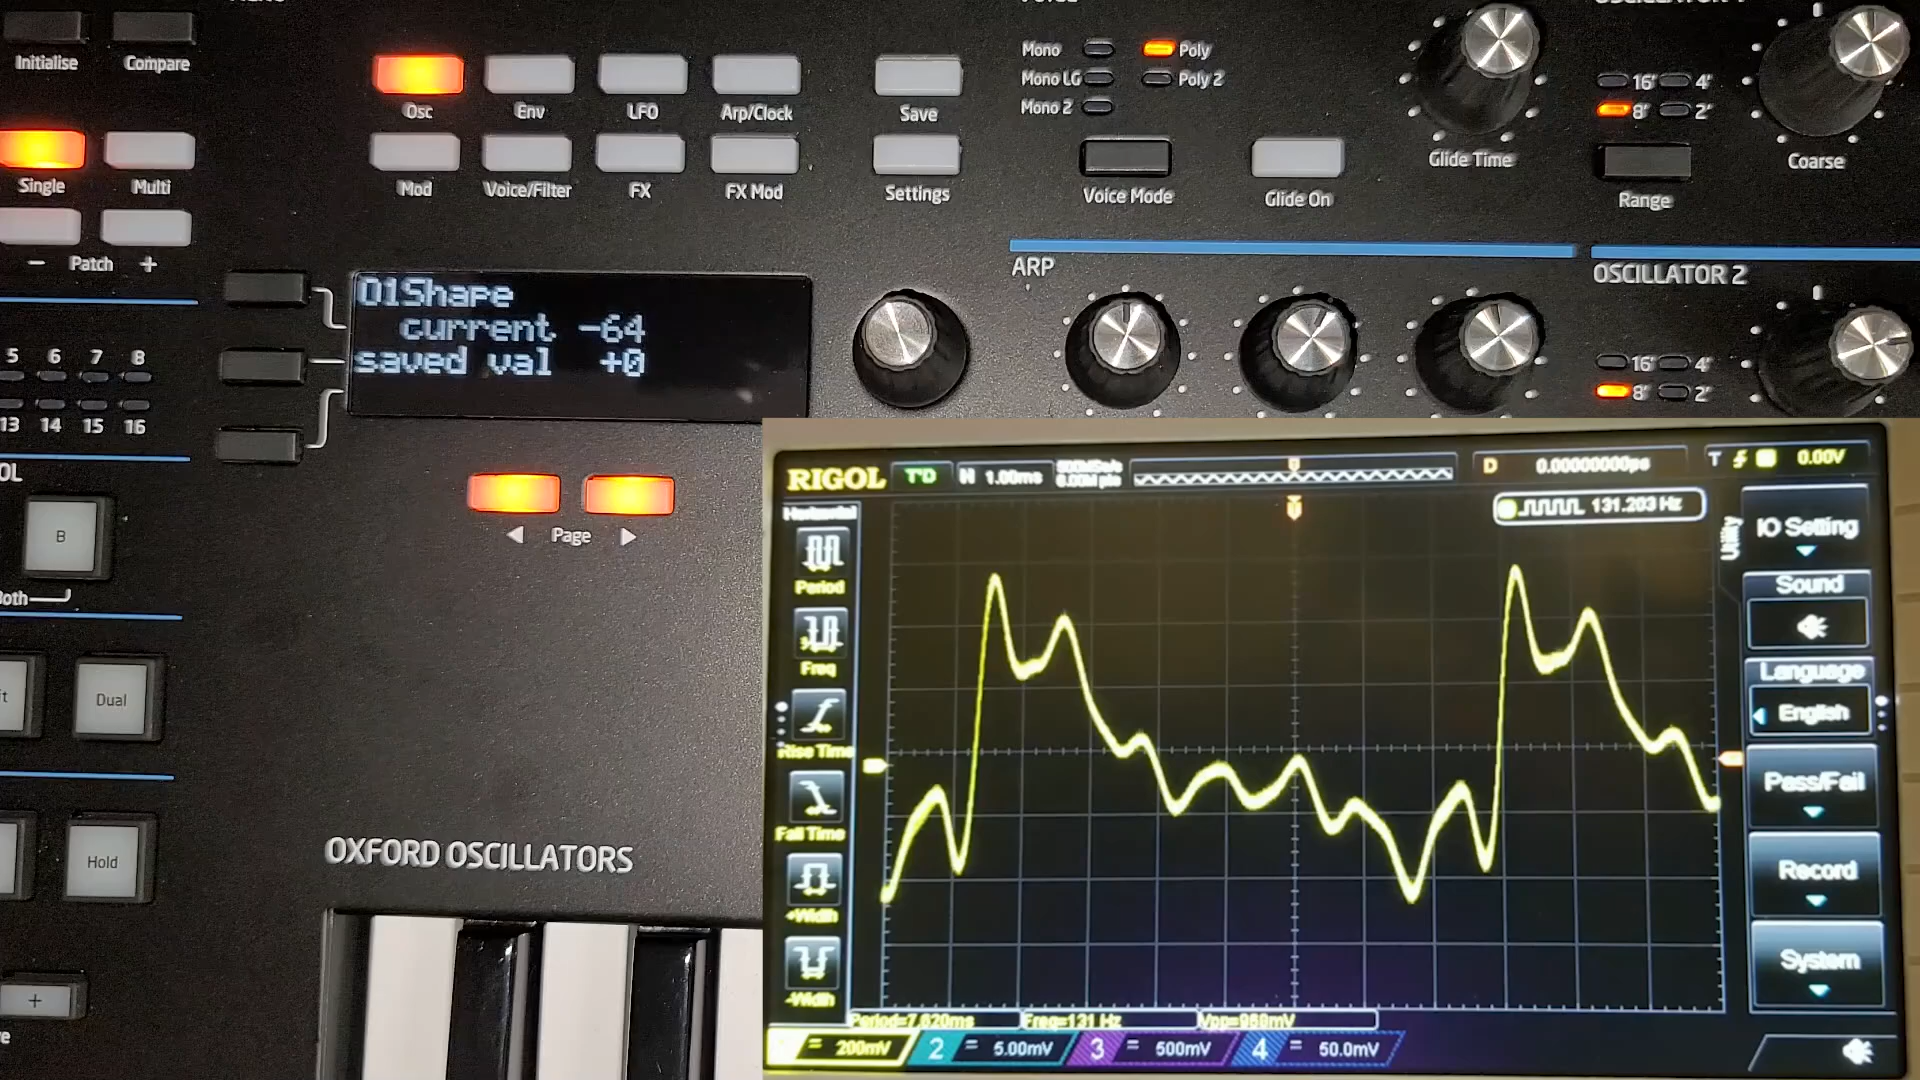 Initialise
Compare
Osc
Env
LFO
Arp/Clock
Save
Single
Multi
Mod
Voice/Filter
FX
FX Mod
Settings
Patch
Mono
Poly
Mono LG
Poly 2
Mono 2
Voice Mode
Glide On
Glide Time
16' 4'
8' 2'
Range
Coarse
ARP
OSCILLATOR 2
16' 4'
8' 2'
O1Shape
current -64
saved val +0
5 6 7 8
13 14 15 16
B
Page
Dual
Hold
OXFORD OSCILLATORS
RIGOL
T'D
H 1.00ms
D 0.00000000ps
T 0.00V
131.203 Hz
Horizontal
Period
Freq
Rise Time
Fall Time
+Width
-Width
Utility
IO Setting
Sound
Language
English
Pass/Fail
Record
System
Period=7.620ms
Freq=131 Hz
Vpp=960mV
= 200mV
2 = 5.00mV
3 = 500mV
4 = 50.0mV